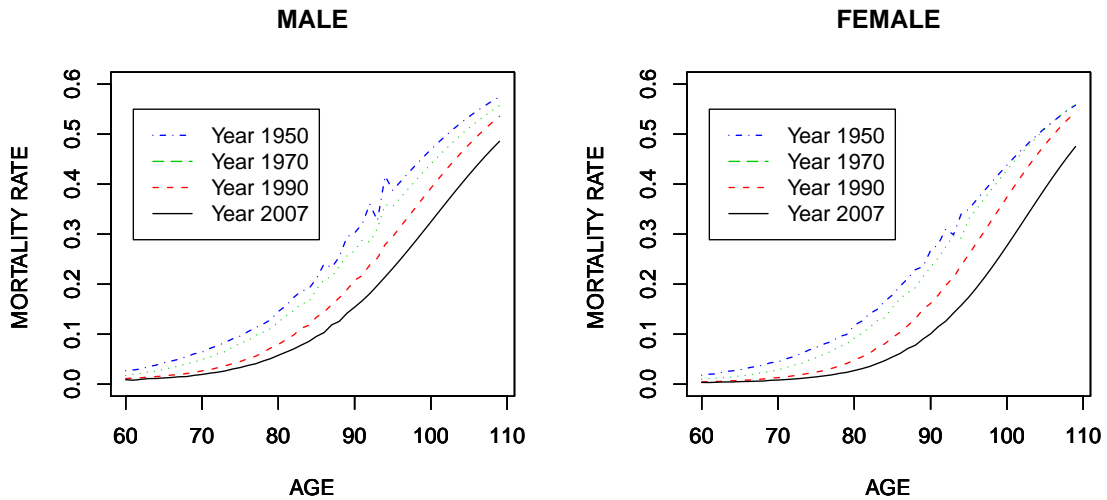 MALE
MORTALITY RATE
0.6
0.5
0.4
0.3
0.2
0.1
0.0
Year 1950
Year 1970
Year 1990
Year 2007
60 70 80 90 100 110
AGE
FEMALE
MORTALITY RATE
0.6
0.5
0.4
0.3
0.2
0.1
0.0
Year 1950
Year 1970
Year 1990
Year 2007
60 70 80 90 100 110
AGE